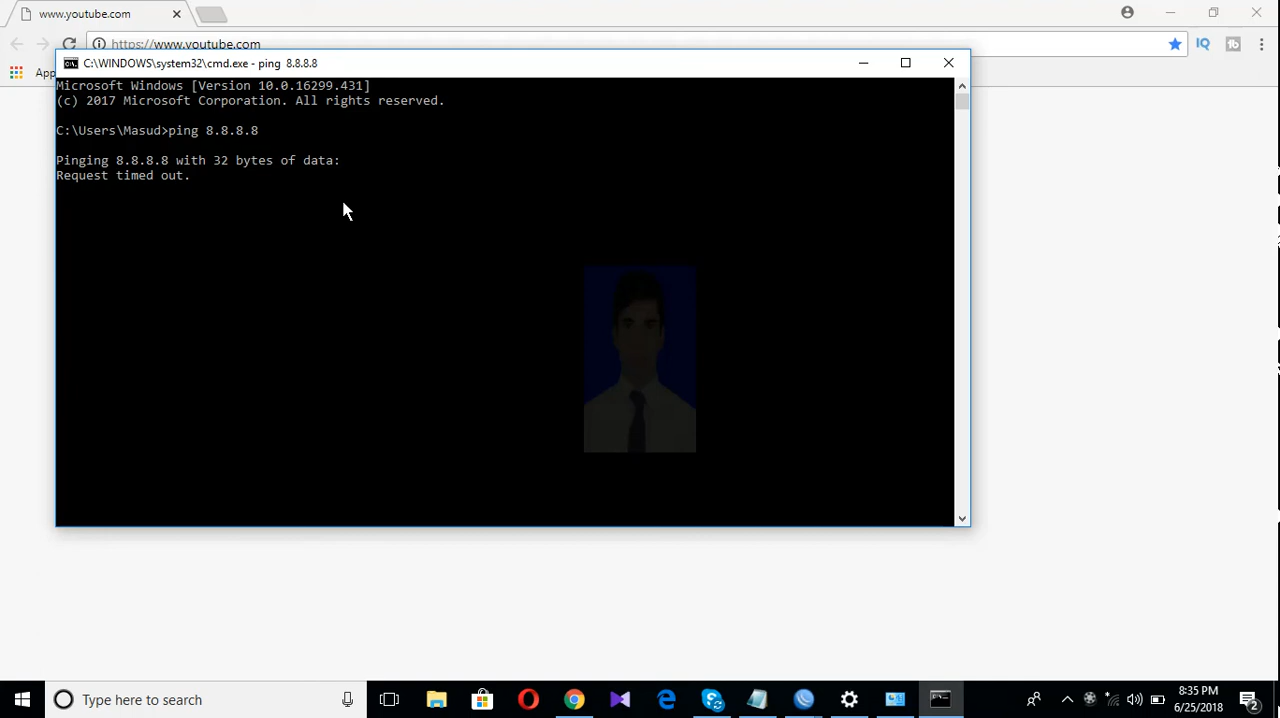 www.youtube.com
https://www.youtube.com
App
C:\WINDOWS\system32\cmd.exe - ping 8.8.8.8
Microsoft Windows [Version 10.0.16299.431]
(c) 2017 Microsoft Corporation. All rights reserved.
C:\Users\Masud>ping 8.8.8.8
Pinging 8.8.8.8 with 32 bytes of data:
Request timed out.
Type here to search
8:35 PM
6/25/2018
2